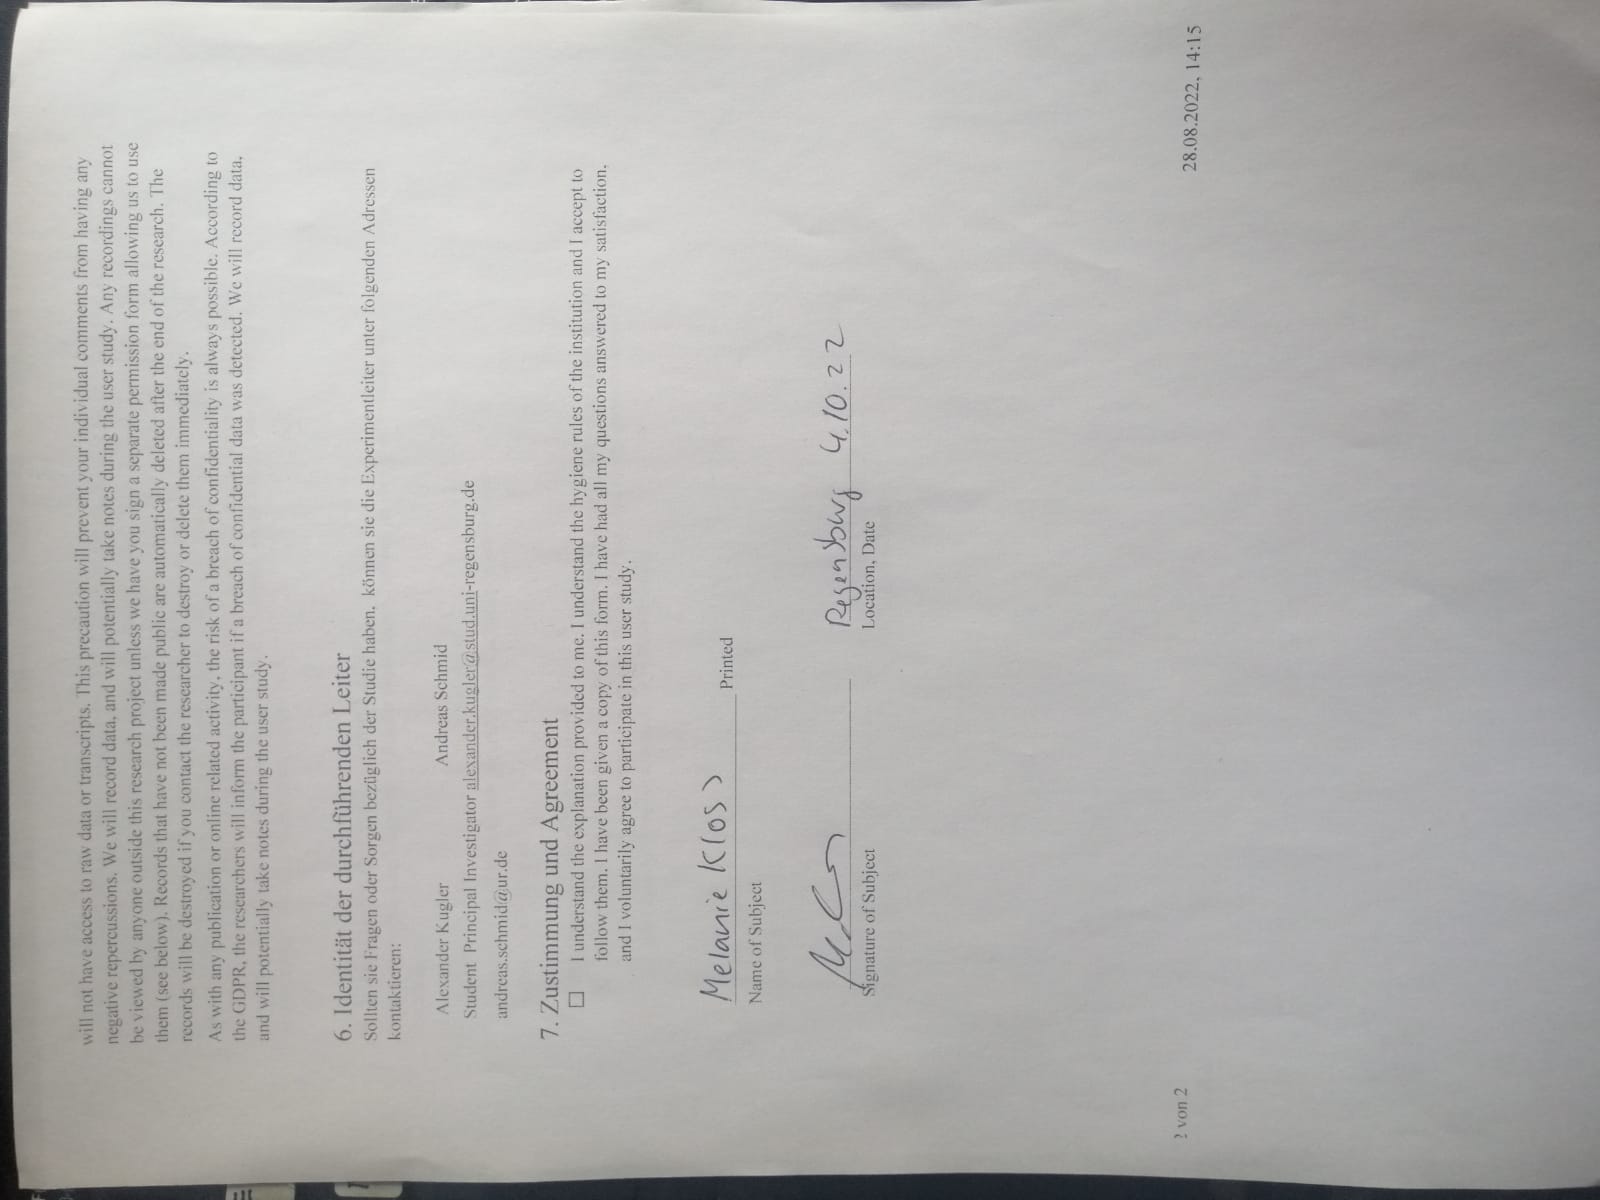 will not have access to raw data or transcripts. This precaution will prevent your individual comments from having any
negative repercussions. We will record data, and will potentially take notes during the user study. Any recordings cannot
be viewed by anyone outside this research project unless we have you sign a separate permission form allowing us to use
them (see below). Records that have not been made public are automatically deleted after the end of the research. The
records will be destroyed if you contact the researcher to destroy or delete them immediately.
As with any publication or online related activity, the risk of a breach of confidentiality is always possible. According to
the GDPR, the researchers will inform the participant if a breach of confidential data was detected. We will record data,
and will potentially take notes during the user study.
6. Identität der durchführenden Leiter
Sollten sie Fragen oder Sorgen bezüglich der Studie haben, können sie die Experimentleiter unter folgenden Adressen
kontaktieren:
Alexander Kugler Andreas Schmid
Student Principal Investigator alexander.kugler@stud.uni-regensburg.de
andreas.schmid@ur.de
7. Zustimmung und Agreement
☐ I understand the explanation provided to me. I understand the hygiene rules of the institution and I accept to
follow them. I have been given a copy of this form. I have had all my questions answered to my satisfaction,
and I voluntarily agree to participate in this user study.
Melanie Kloss Printed
Name of Subject
Regensburg 4.10.22
Signature of Subject Location, Date
von 2 28.08.2022, 14:15